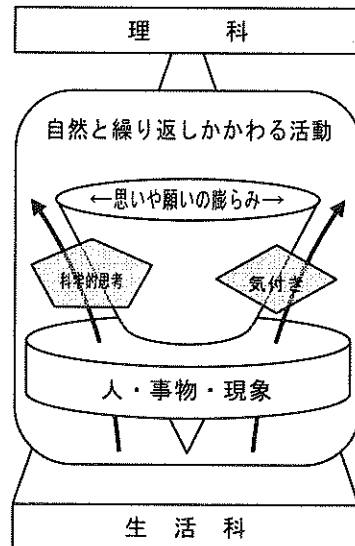 理科
自然と繰り返しかかわる活動
←思いや願いの膨らみ→
科学的思考
気付き
人・事物・現象
生活科